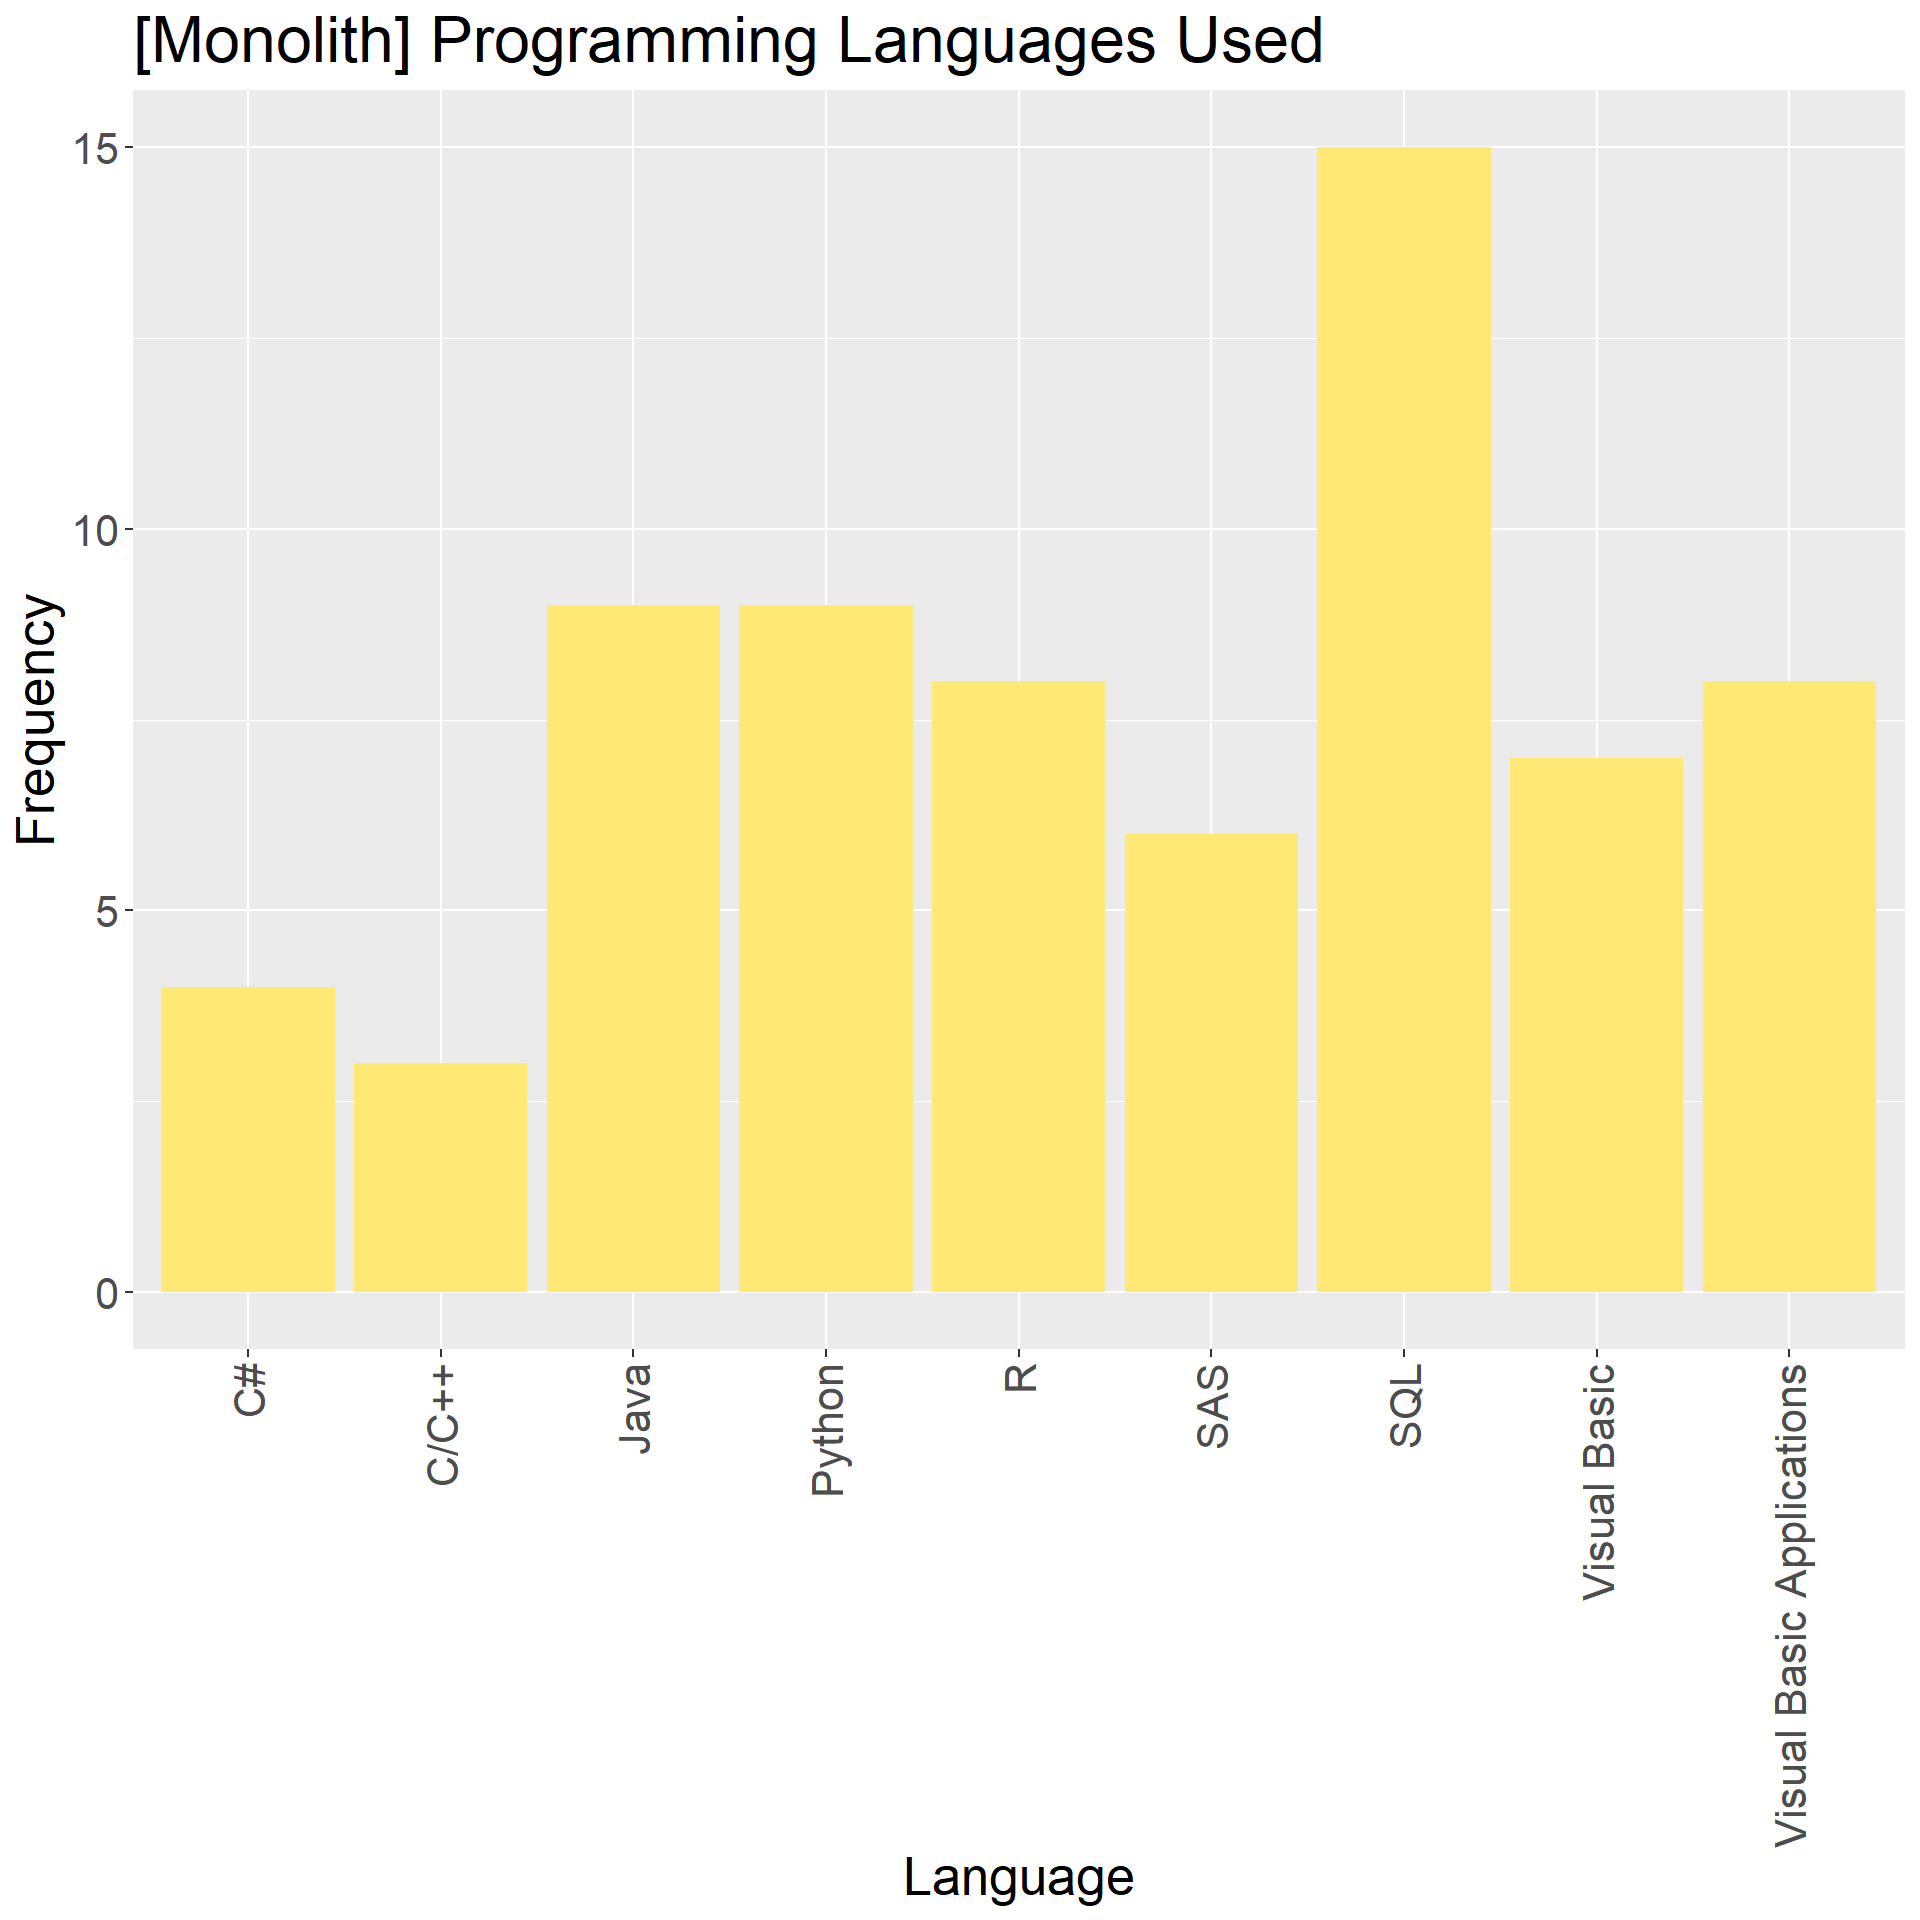 [Monolith] Programming Languages Used
Frequency
15
10
5
0
C#
C/C++
Java
Python
R
SAS
SQL
Visual Basic
Visual Basic Applications
Language